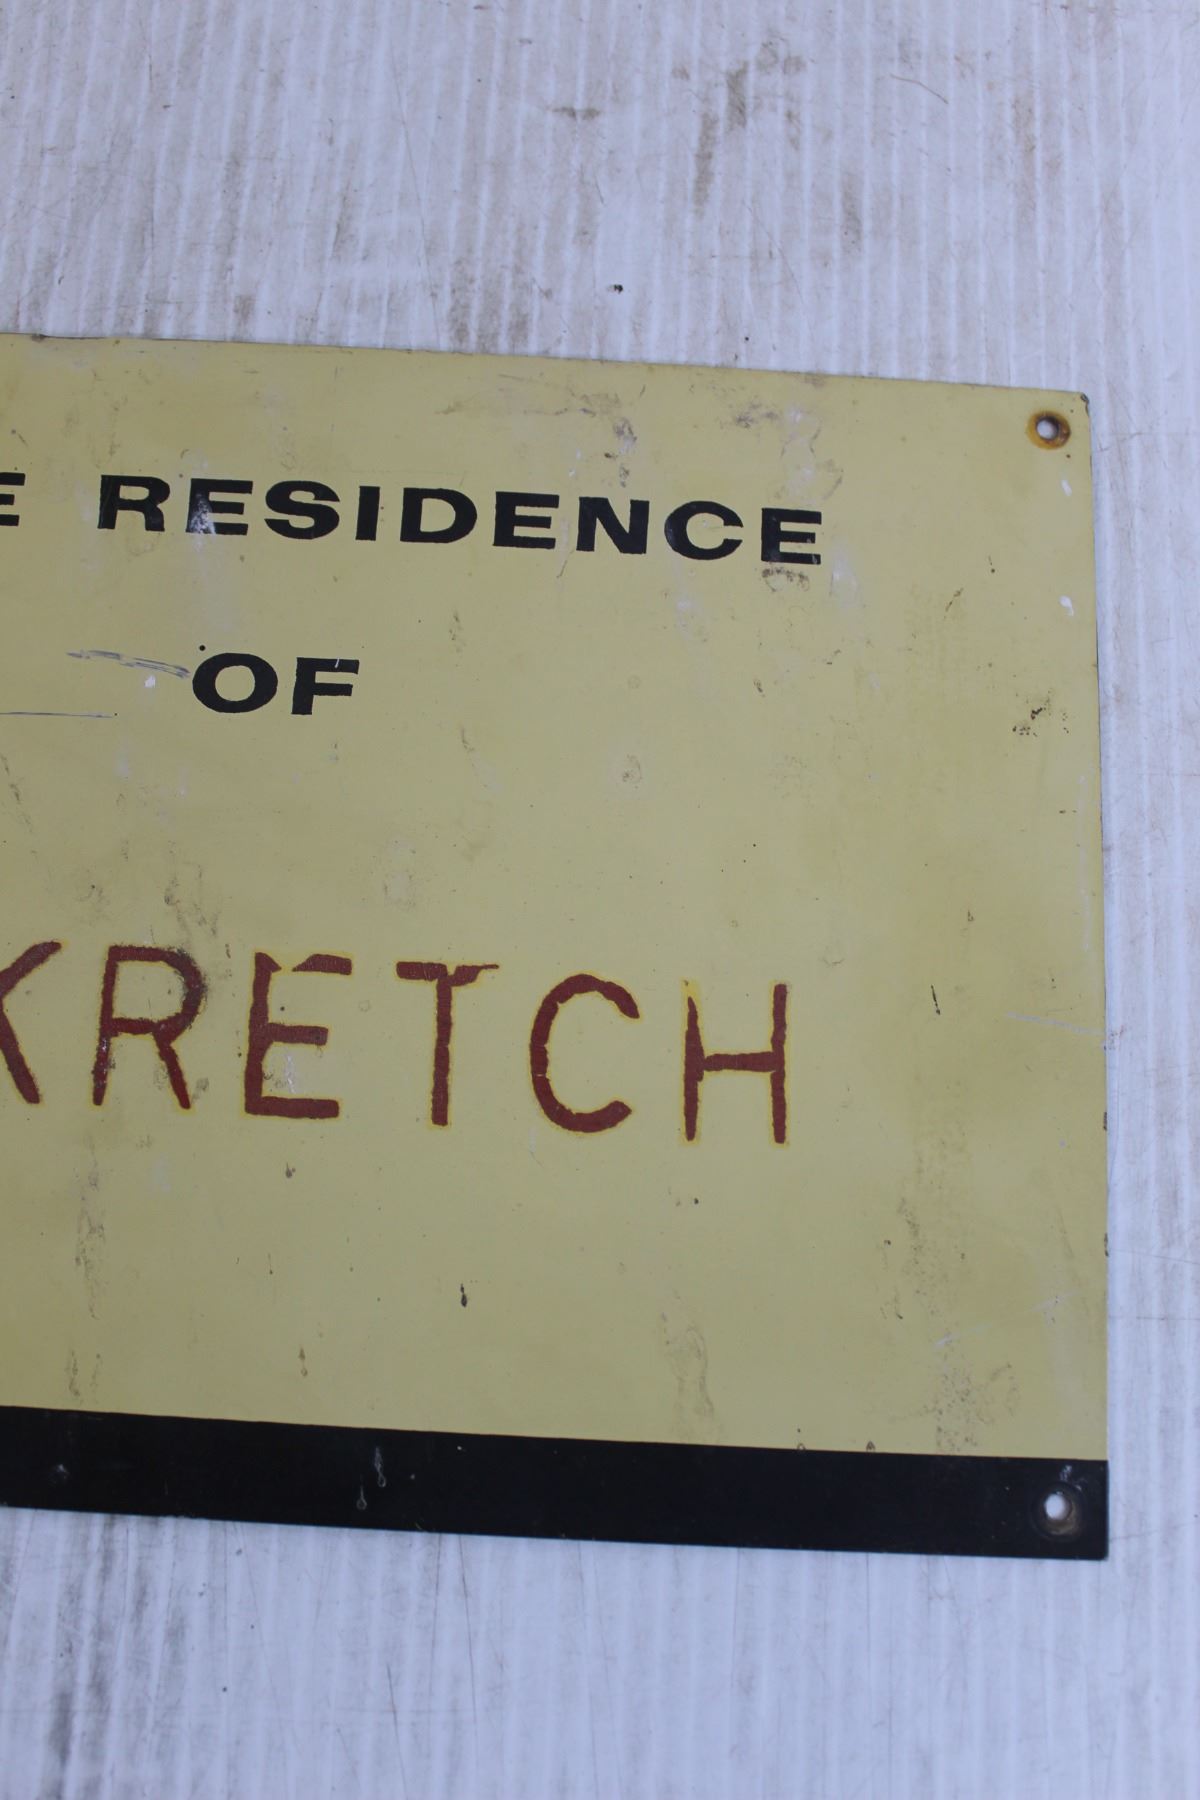 E RESIDENCE
OF
KRETCH